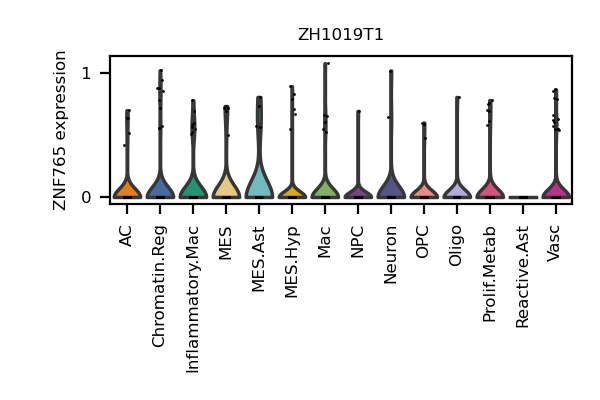 ZH1019T1
ZNF765 expression
1
0
AC
Chromatin.Reg
Inflammatory.Mac
MES
MES.Ast
MES.Hyp
Mac
NPC
Neuron
OPC
Oligo
Prolif.Metab
Reactive.Ast
Vasc